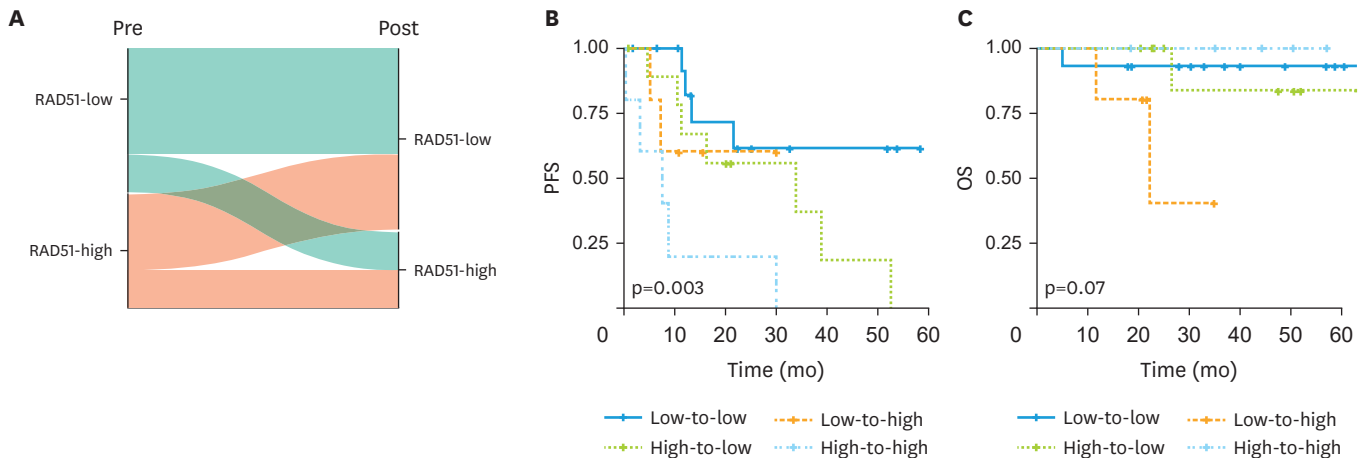 A
Pre
Post
RAD51-low
RAD51-high
RAD51-low
RAD51-high
B
PFS
1.00
0.75
0.50
0.25
p=0.003
0 10 20 30 40 50 60
Time (mo)
Low-to-low Low-to-high
High-to-low High-to-high
C
OS
1.00
0.75
0.50
0.25
p=0.07
0 10 20 30 40 50 60
Time (mo)
Low-to-low Low-to-high
High-to-low High-to-high